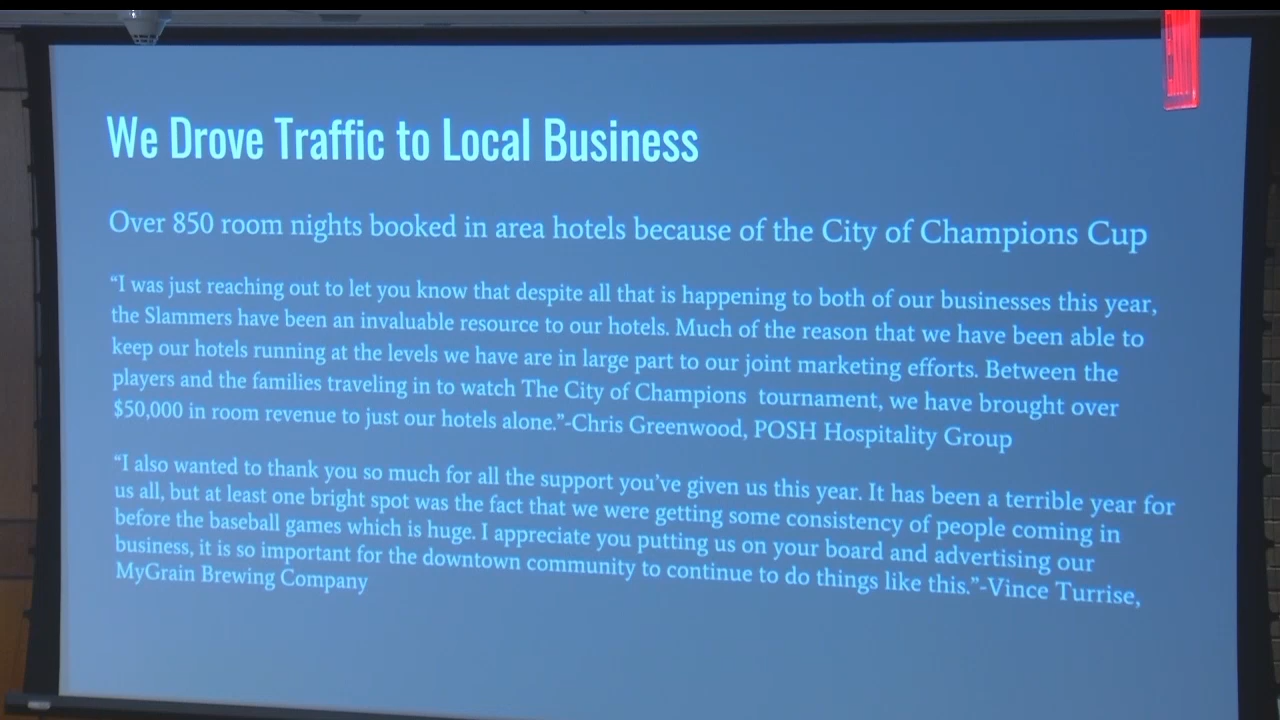 We Drove Traffic to Local Business
Over 850 room nights booked in area hotels because of the City of Champions Cup
“I was just reaching out to let you know that despite all that is happening to both of our businesses this year,
the Slammers have been an invaluable resource to our hotels. Much of the reason that we have been able to
keep our hotels running at the levels we have are in large part to our joint marketing efforts. Between the
players and the families traveling in to watch The City of Champions tournament, we have brought over
$50,000 in room revenue to just our hotels alone.”-Chris Greenwood, POSH Hospitality Group
“I also wanted to thank you so much for all the support you’ve given us this year. It has been a terrible year for
us all, but at least one bright spot was the fact that we were getting some consistency of people coming in
before the baseball games which is huge. I appreciate you putting us on your board and advertising our
business, it is so important for the downtown community to continue to do things like this.”-Vince Turrise,
MyGrain Brewing Company